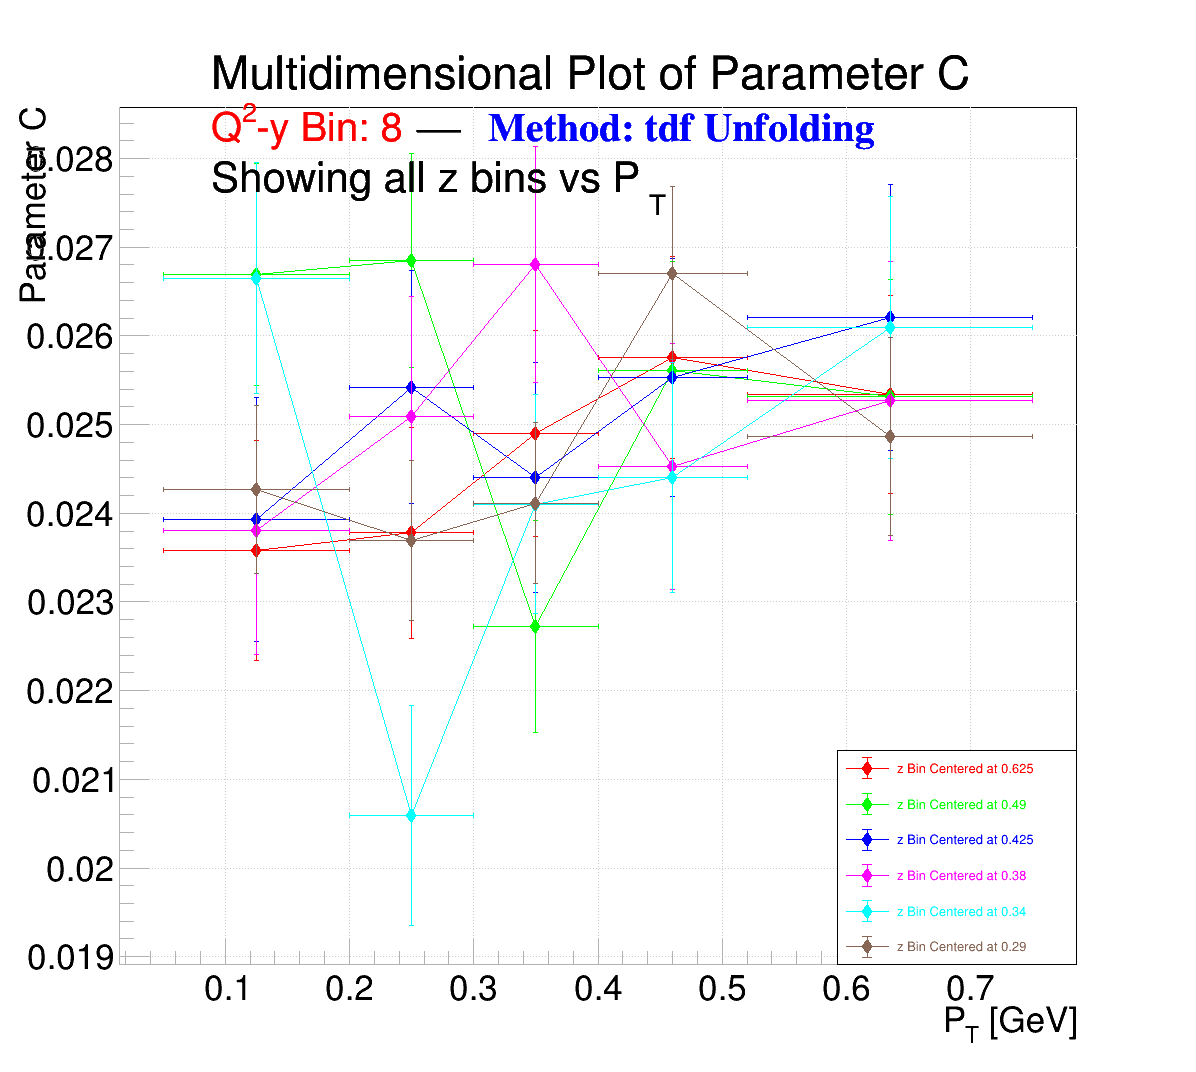 Multidimensional Plot of Parameter C
Q²-y Bin: 8 — Method: tdf Unfolding
Showing all z bins vs P_T
Parameter C
0.028
0.027
0.026
0.025
0.024
0.023
0.022
0.021
0.02
0.019
z Bin Centered at 0.625
z Bin Centered at 0.49
z Bin Centered at 0.425
z Bin Centered at 0.38
z Bin Centered at 0.34
z Bin Centered at 0.29
0.1 0.2 0.3 0.4 0.5 0.6 0.7
P_T [GeV]